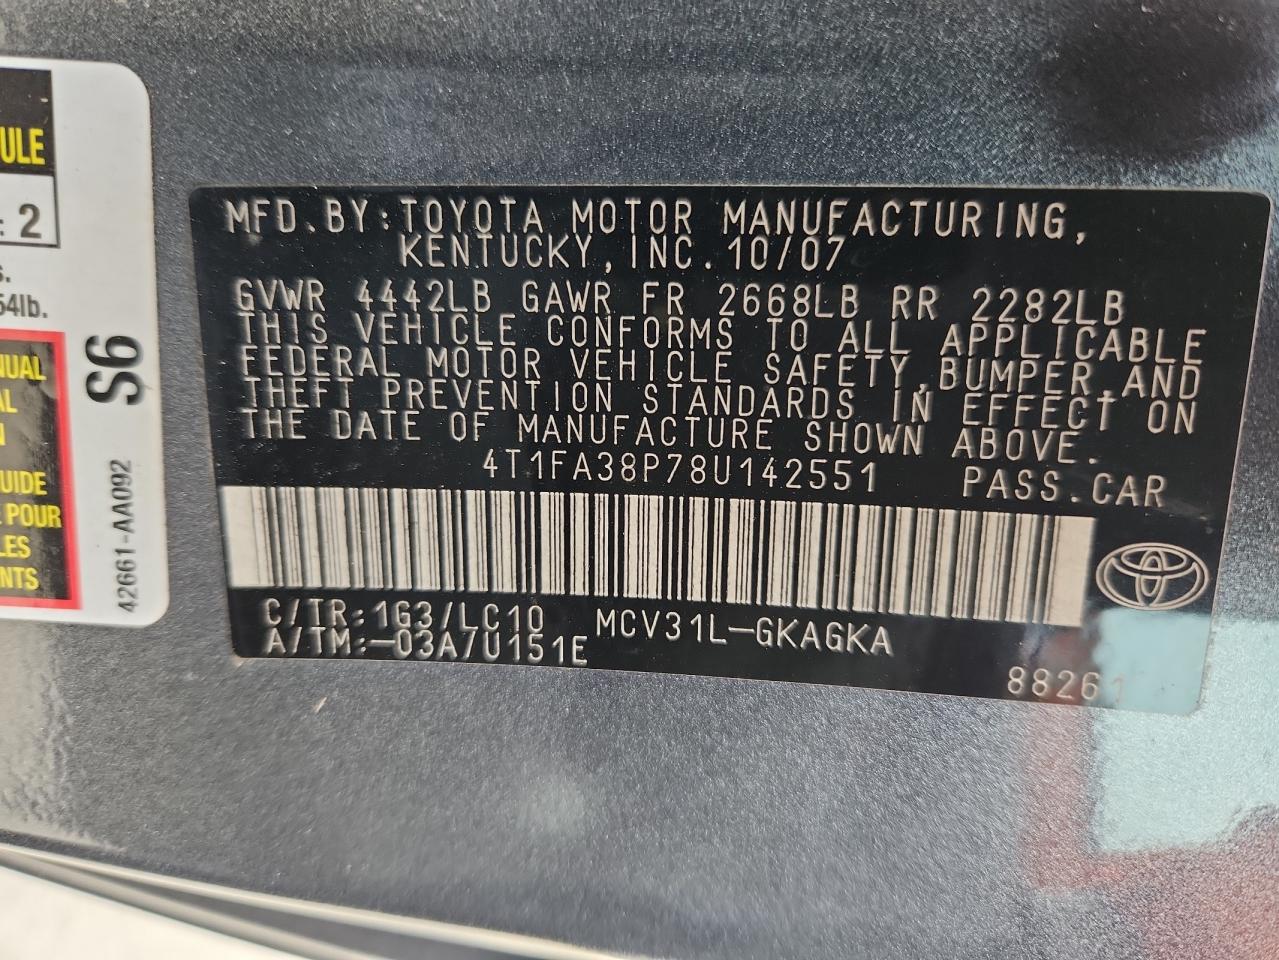 ULE
: 2
s.
54lb.
NUAL
AL
N
UIDE
E POUR
LES
NTS
S6
42661-AA092
MFD.BY:TOYOTA MOTOR MANUFACTURING,
KENTUCKY, INC. 10/07
GVWR 4442LB GAWR FR 2668LB RR 2282LB
THIS VEHICLE CONFORMS TO ALL APPLICABLE
FEDERAL MOTOR VEHICLE SAFETY,BUMPER,AND
THEFT PREVENTION STANDARDS IN EFFECT ON
THE DATE OF MANUFACTURE SHOWN ABOVE.
4T1FA38P78U142551 PASS.CAR
C/TR:1G3/LC10 MCV31L-GKAGKA
A/TM:-03A/U151E
88261